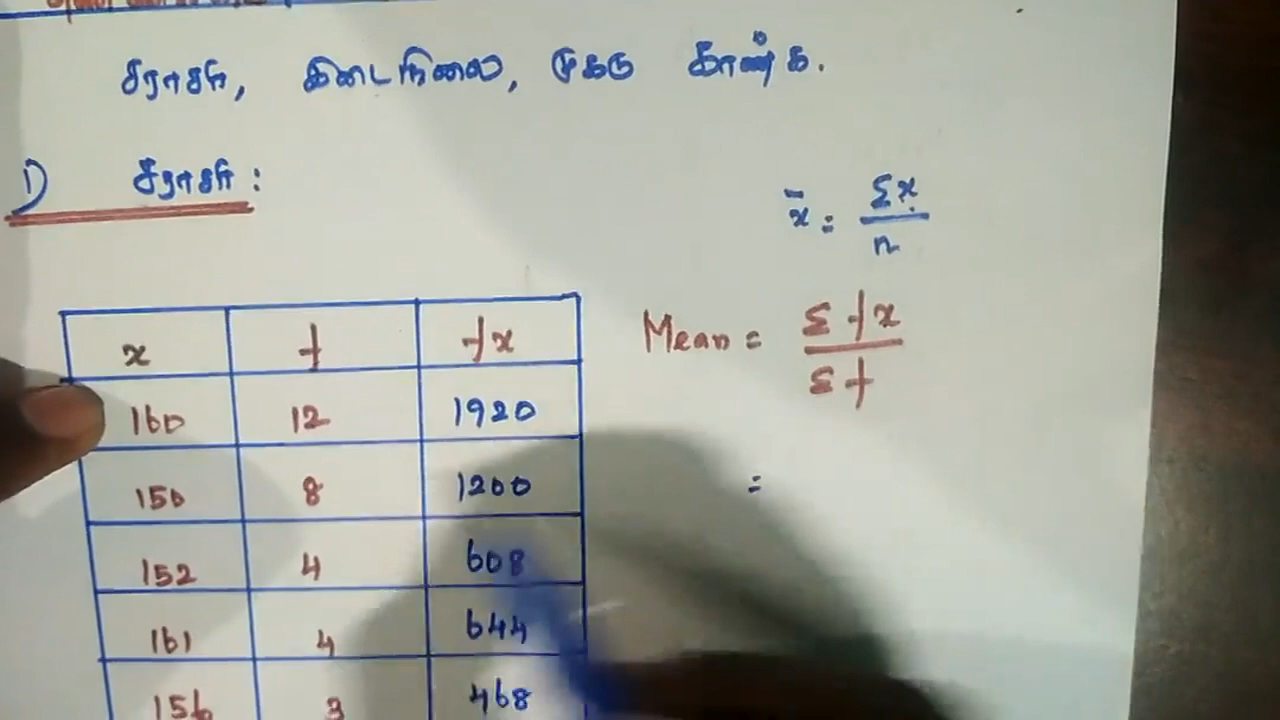 சராசரி, இடைநிலை, முகடு காண்க.
1) சராசரி :
x̄ = Σx / n
Mean = Σfx / Σf
=
x f fx
160 12 1920
150 8 1200
152 4 608
161 4 644
156 3 468